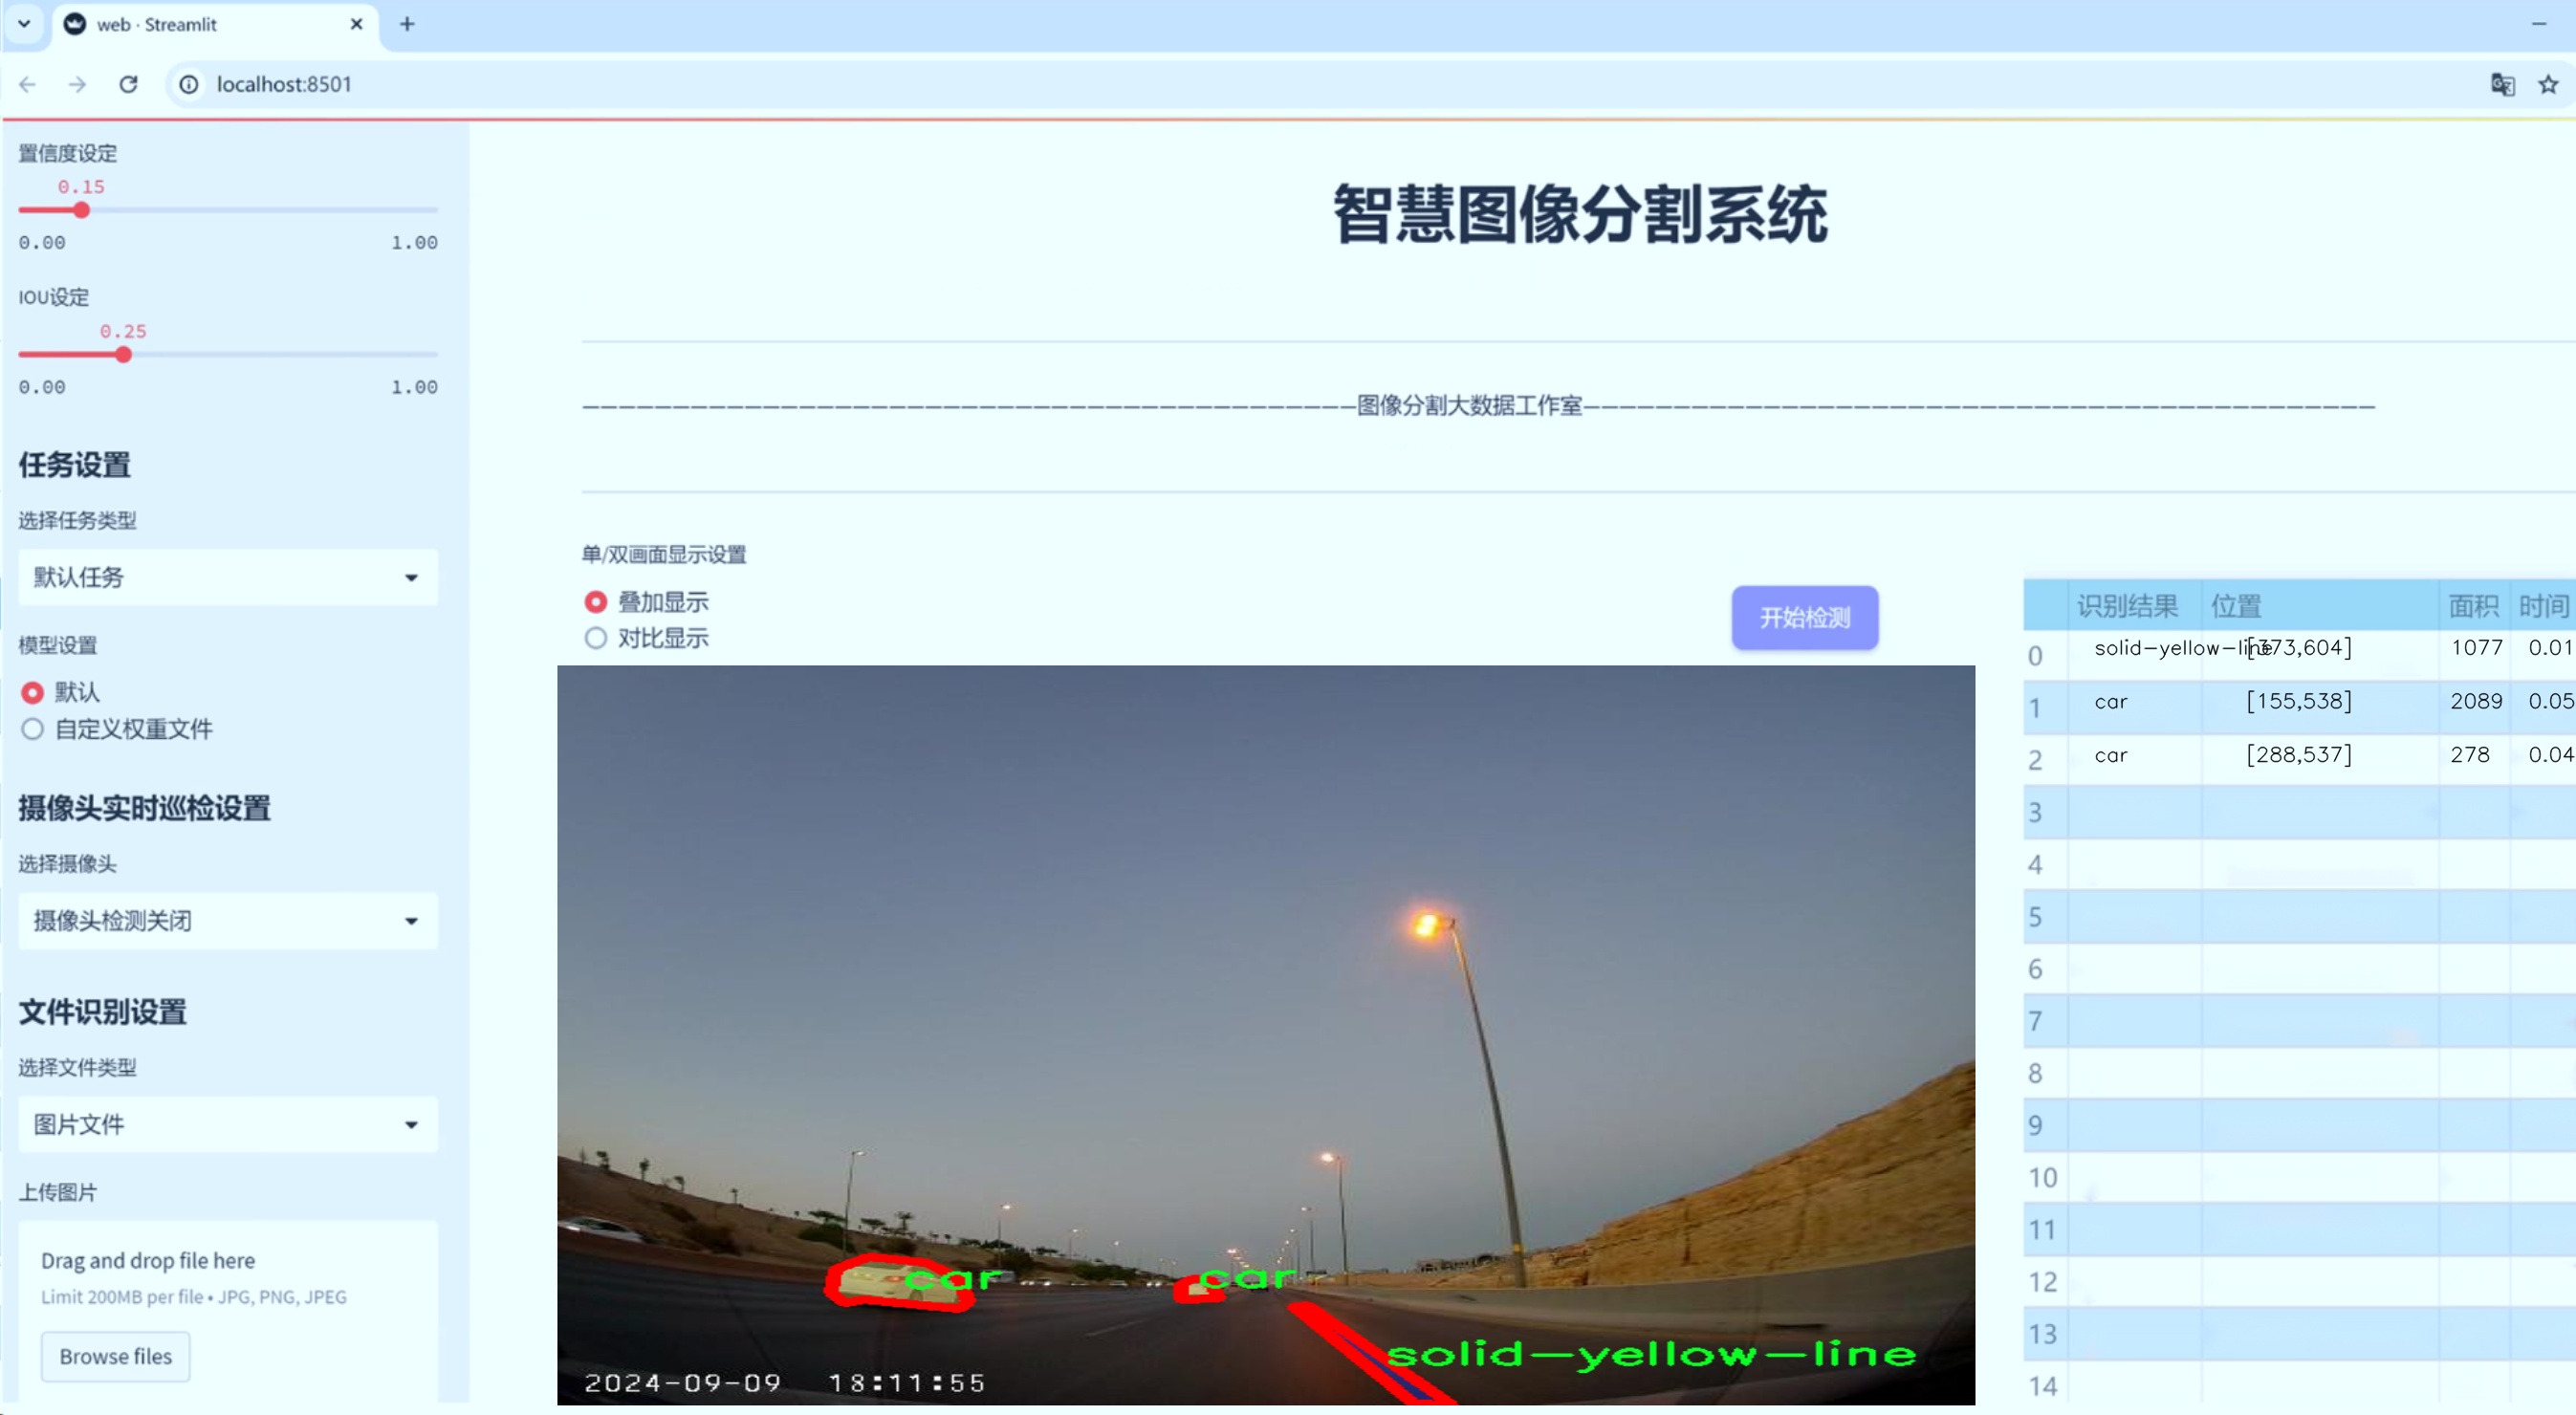 web · Streamlit
localhost:8501
置信度设定
0.15
0.00 1.00
IOU设定
0.25
0.00 1.00
任务设置
选择任务类型
默认任务
模型设置
默认
自定义权重文件
摄像头实时巡检设置
选择摄像头
摄像头检测关闭
文件识别设置
选择文件类型
图片文件
上传图片
Drag and drop file here
Limit 200MB per file • JPG, PNG, JPEG
Browse files
智慧图像分割系统
———————————————————————————————————————————图像分割大数据工作室————————————————————————————————————————————
单/双画面显示设置
叠加显示
对比显示
开始检测
car car
solid-yellow-line
2024-09-09 18:11:55
识别结果 位置 面积 时间
0 solid-yellow-line [373,604] 1077 0.01
1 car [155,538] 2089 0.05
2 car [288,537] 278 0.04
3
4
5
6
7
8
9
10
11
12
13
14